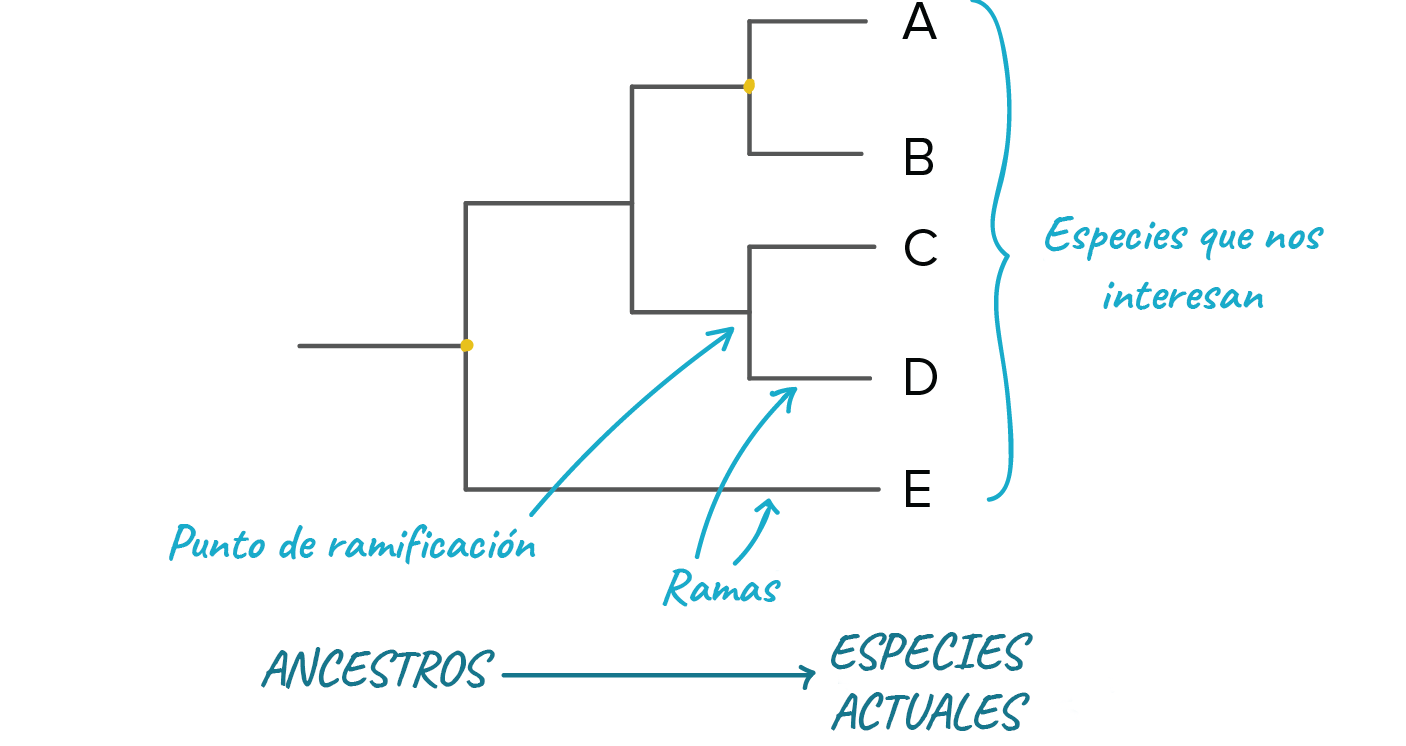 A
B
C
Especies que nos
interesan
D
E
Punto de ramificación
Ramas
ANCESTROS
ESPECIES
ACTUALES